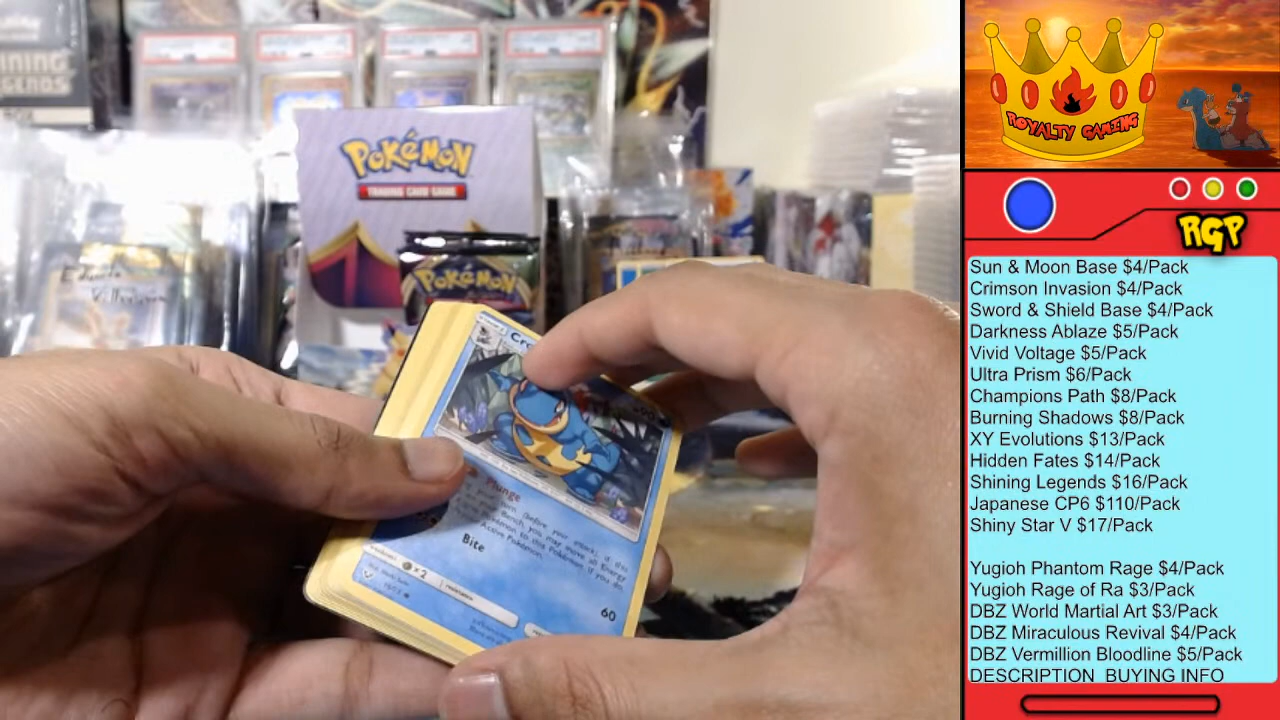 POKéMON
TRADING CARD GAME
POKéMON
Plunge
Bite
60
x2
ROYALTY GAMING
RGP
Sun & Moon Base $4/Pack
Crimson Invasion $4/Pack
Sword & Shield Base $4/Pack
Darkness Ablaze $5/Pack
Vivid Voltage $5/Pack
Ultra Prism $6/Pack
Champions Path $8/Pack
Burning Shadows $8/Pack
XY Evolutions $13/Pack
Hidden Fates $14/Pack
Shining Legends $16/Pack
Japanese CP6 $110/Pack
Shiny Star V $17/Pack
Yugioh Phantom Rage $4/Pack
Yugioh Rage of Ra $3/Pack
DBZ World Martial Art $3/Pack
DBZ Miraculous Revival $4/Pack
DBZ Vermillion Bloodline $5/Pack
DESCRIPTION BUYING INFO